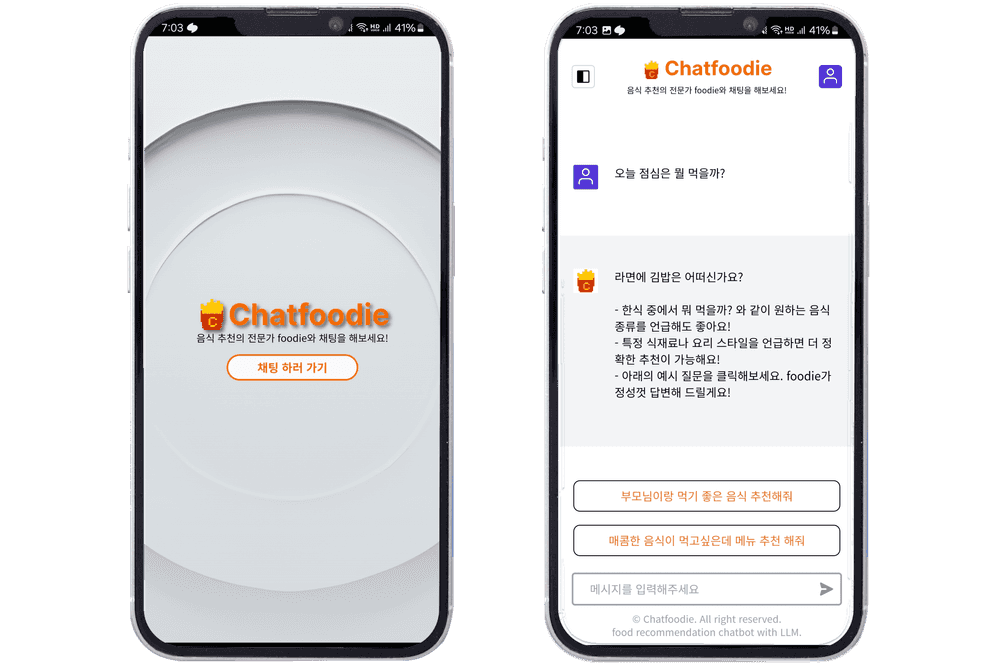 7:03
HD
41%
C
Chatfoodie
음식 추천의 전문가 foodie와 채팅을 해보세요!
채팅 하러 가기
7:03
HD
41%
C
Chatfoodie
음식 추천의 전문가 foodie와 채팅을 해보세요!
오늘 점심은 뭘 먹을까?
C
라면에 김밥은 어떠신가요?
- 한식 중에서 뭐 먹을까? 와 같이 원하는 음식
종류를 언급해도 좋아요!
- 특정 식재료나 요리 스타일을 언급하면 더 정
확한 추천이 가능해요!
- 아래의 예시 질문을 클릭해보세요. foodie가
정성껏 답변해 드릴게요!
부모님이랑 먹기 좋은 음식 추천해줘
매콤한 음식이 먹고싶은데 메뉴 추천 해줘
메시지를 입력해주세요
© Chatfoodie. All right reserved.
food recommendation chatbot with LLM.